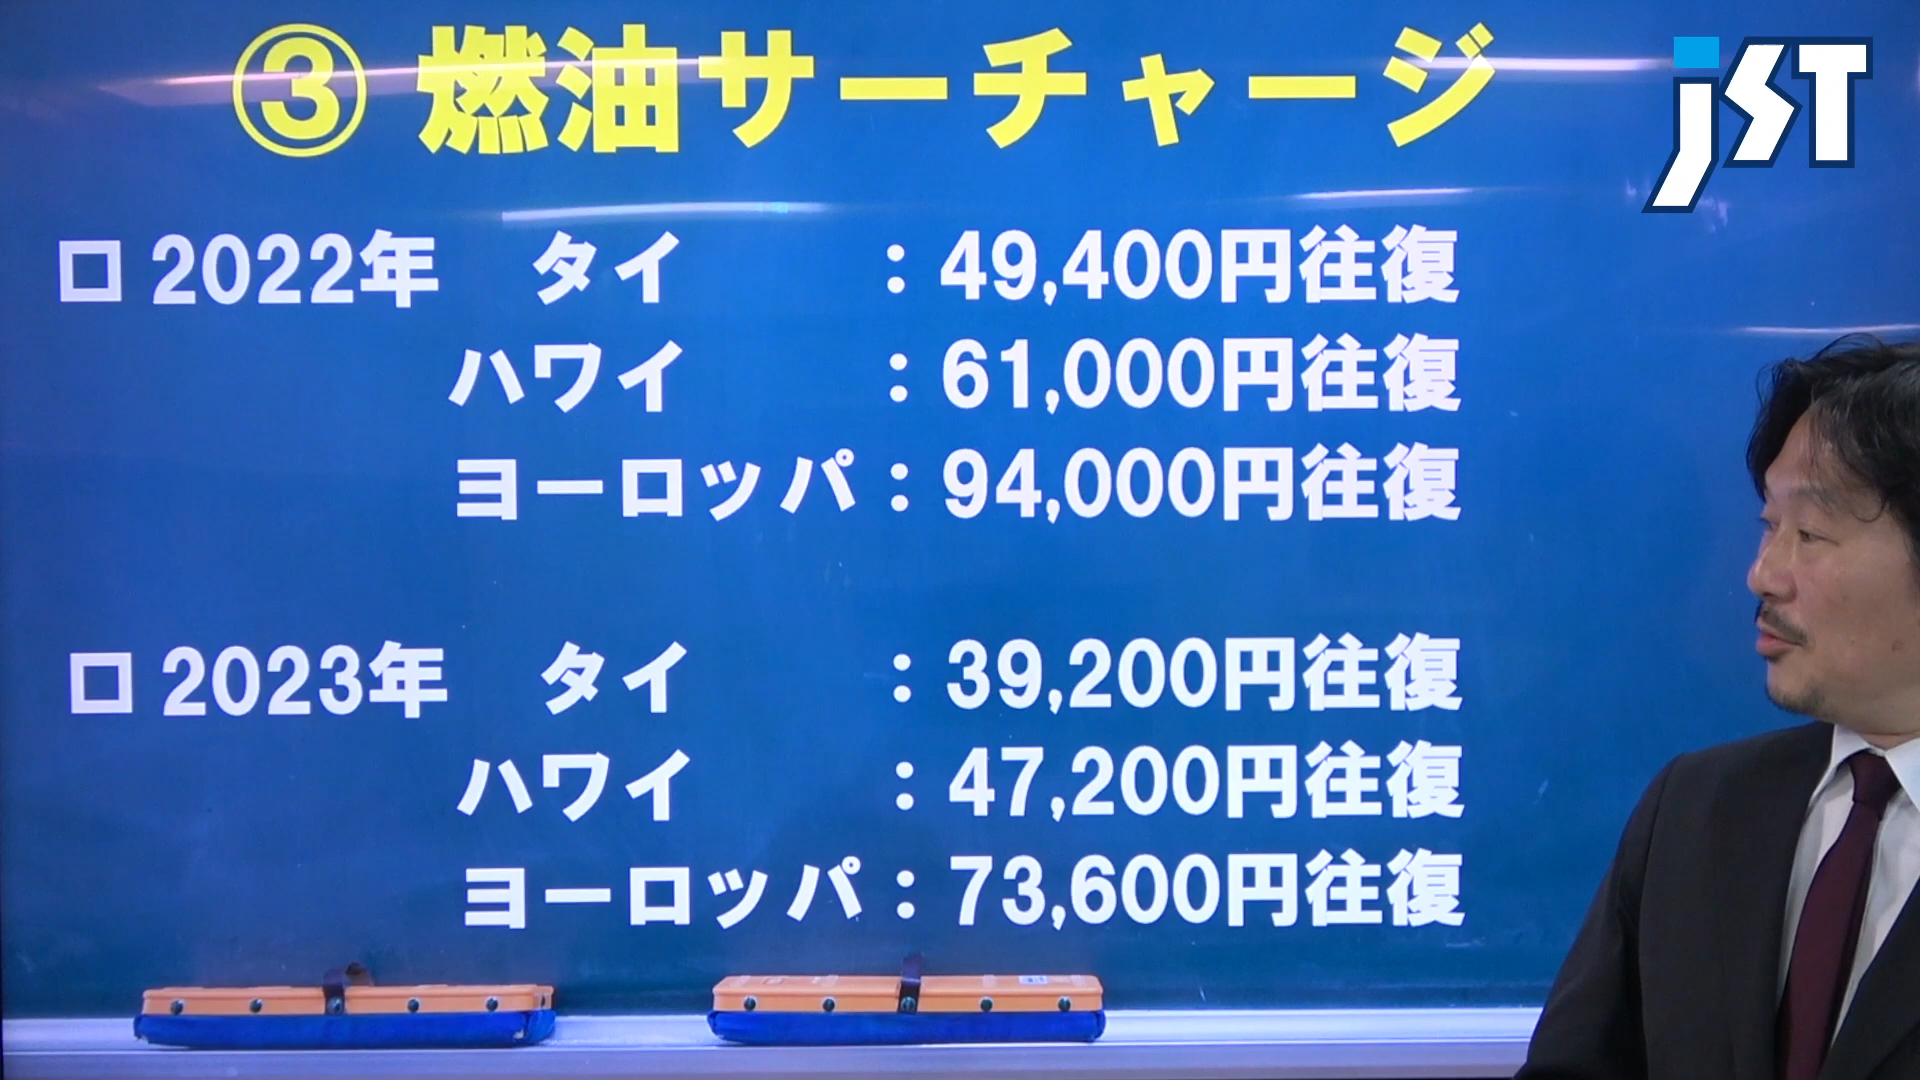 ③ 燃油サーチャージ
jST
□ 2022年 タイ : 49,400円往復
ハワイ : 61,000円往復
ヨーロッパ : 94,000円往復
□ 2023年 タイ : 39,200円往復
ハワイ : 47,200円往復
ヨーロッパ : 73,600円往復